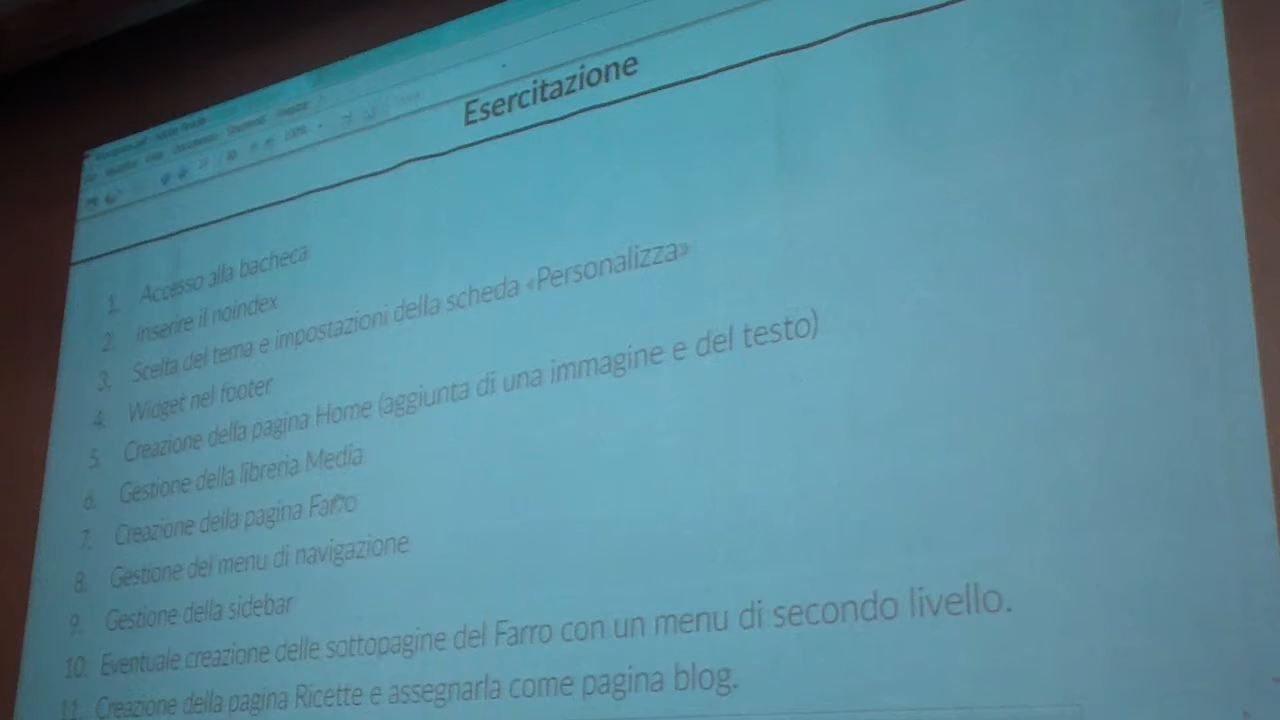 Esercitazione
1. Accesso alla bacheca
2. Inserire il noindex
3. Scelta del tema e impostazioni della scheda «Personalizza»
4. Widget nel footer
5. Creazione della pagina Home (aggiunta di una immagine e del testo)
6. Gestione della libreria Media
7. Creazione della pagina Farro
8. Gestione del menu di navigazione
9. Gestione della sidebar
10. Eventuale creazione delle sottopagine del Farro con un menu di secondo livello.
11. Creazione della pagina Ricette e assegnarla come pagina blog.